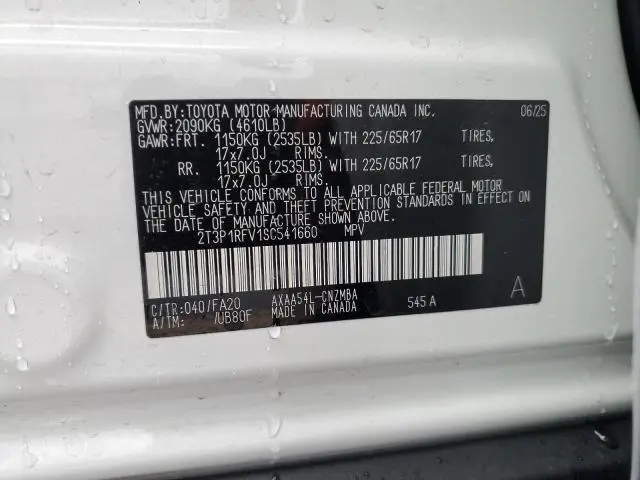 MFD.BY:TOYOTA MOTOR MANUFACTURING CANADA INC. 06/25
GVWR:2090KG (4610LB)
GAWR:FRT. 1150KG (2535LB) WITH 225/65R17 TIRES,
17x7.0J RIMS.
RR. 1150KG (2535LB) WITH 225/65R17 TIRES,
17x7.0J RIMS.
THIS VEHICLE CONFORMS TO ALL APPLICABLE FEDERAL MOTOR
VEHICLE SAFETY AND THEFT PREVENTION STANDARDS IN EFFECT
ON THE DATE OF MANUFACTURE SHOWN ABOVE.
2T3P1RFV1SC541660 MPV
C/TR:040/FA20 AXAA54L-CNZMBA 545A A
A/TM: /UB80F MADE IN CANADA